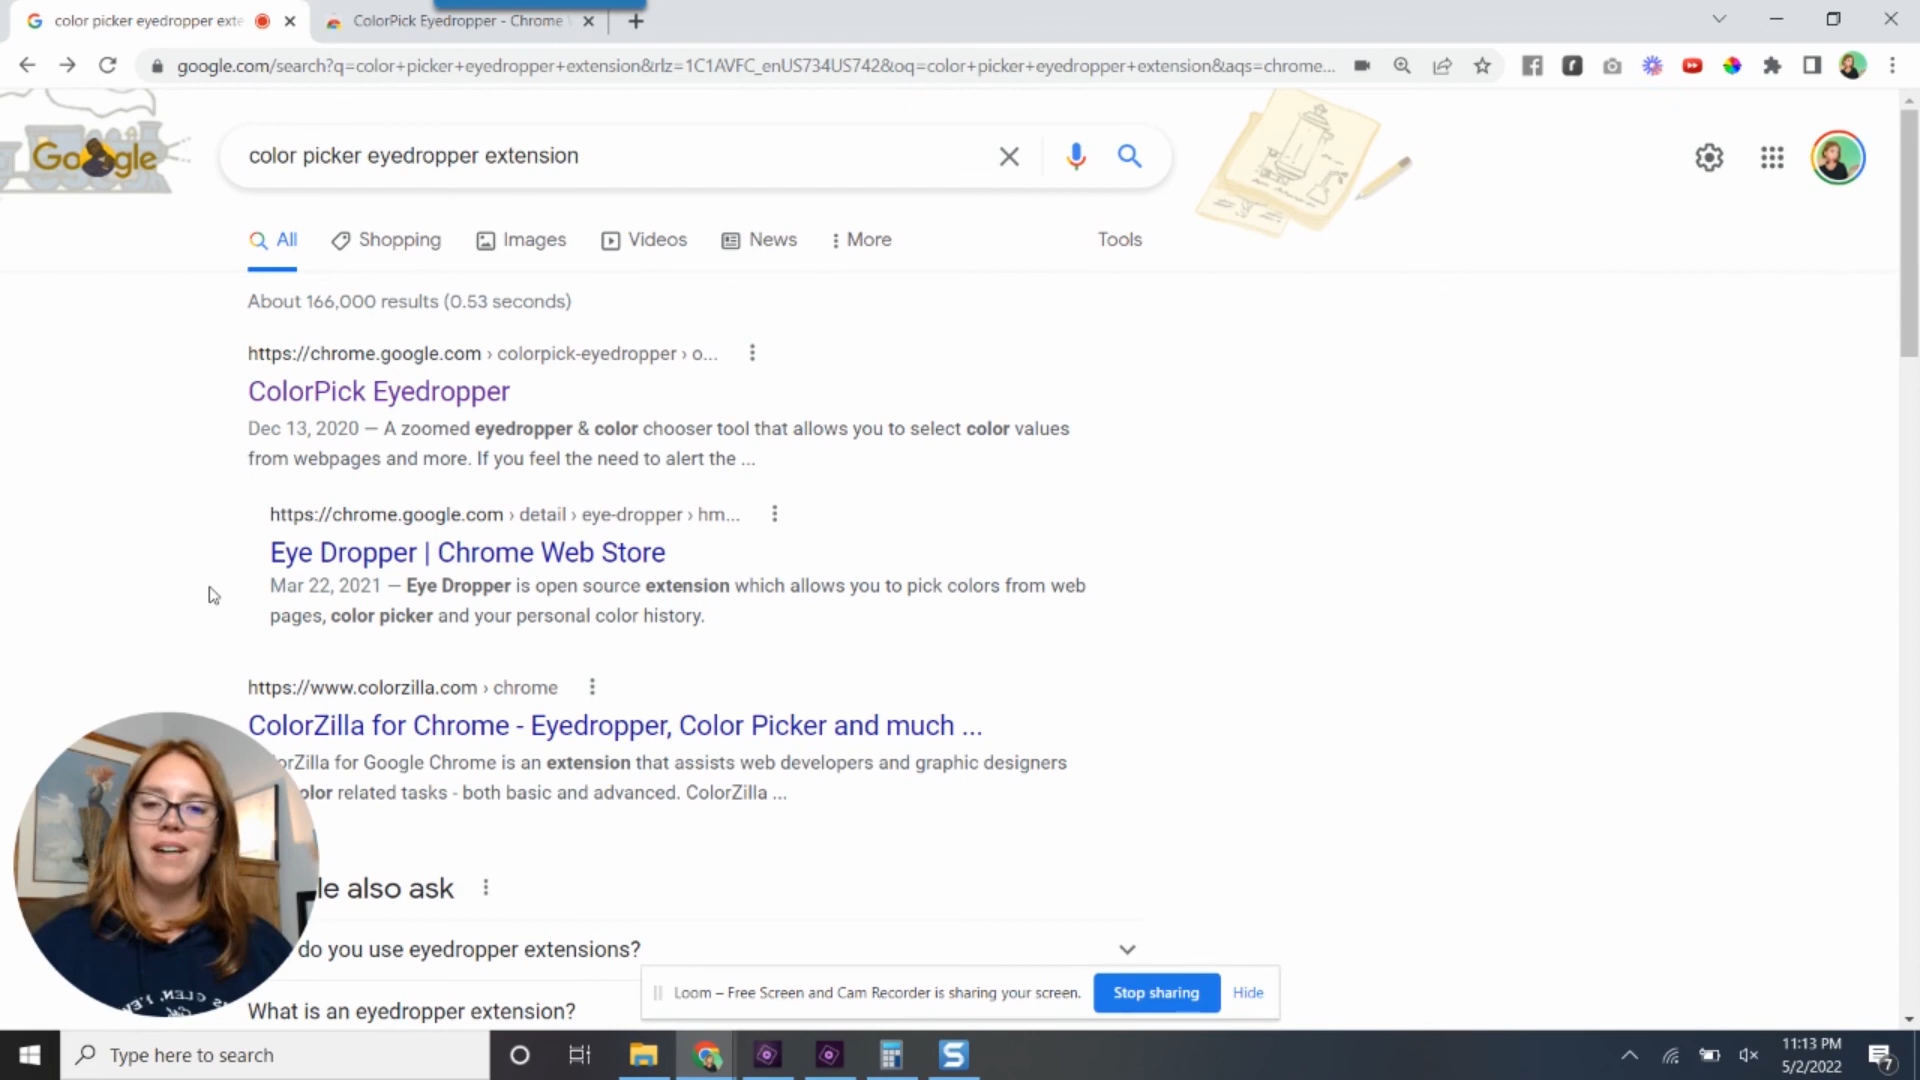 color picker eyedropper exte
ColorPick Eyedropper - Chrome
google.com/search?q=color+picker+eyedropper+extension&rlz=1C1AVFC_enUS734US742&oq=color+picker+eyedropper+extension&aqs=chrome...
Google
color picker eyedropper extension
All Shopping Images Videos News More Tools
About 166,000 results (0.53 seconds)
https://chrome.google.com › colorpick-eyedropper › o...
ColorPick Eyedropper
Dec 13, 2020 — A zoomed eyedropper & color chooser tool that allows you to select color values
from webpages and more. If you feel the need to alert the ...
https://chrome.google.com › detail › eye-dropper › hm...
Eye Dropper | Chrome Web Store
Mar 22, 2021 — Eye Dropper is open source extension which allows you to pick colors from web
pages, color picker and your personal color history.
https://www.colorzilla.com › chrome
ColorZilla for Chrome - Eyedropper, Color Picker and much ...
orZilla for Google Chrome is an extension that assists web developers and graphic designers
olor related tasks - both basic and advanced. ColorZilla ...
le also ask
do you use eyedropper extensions?
What is an eyedropper extension?
Loom – Free Screen and Cam Recorder is sharing your screen. Stop sharing Hide
Type here to search
11:13 PM
5/2/2022
7